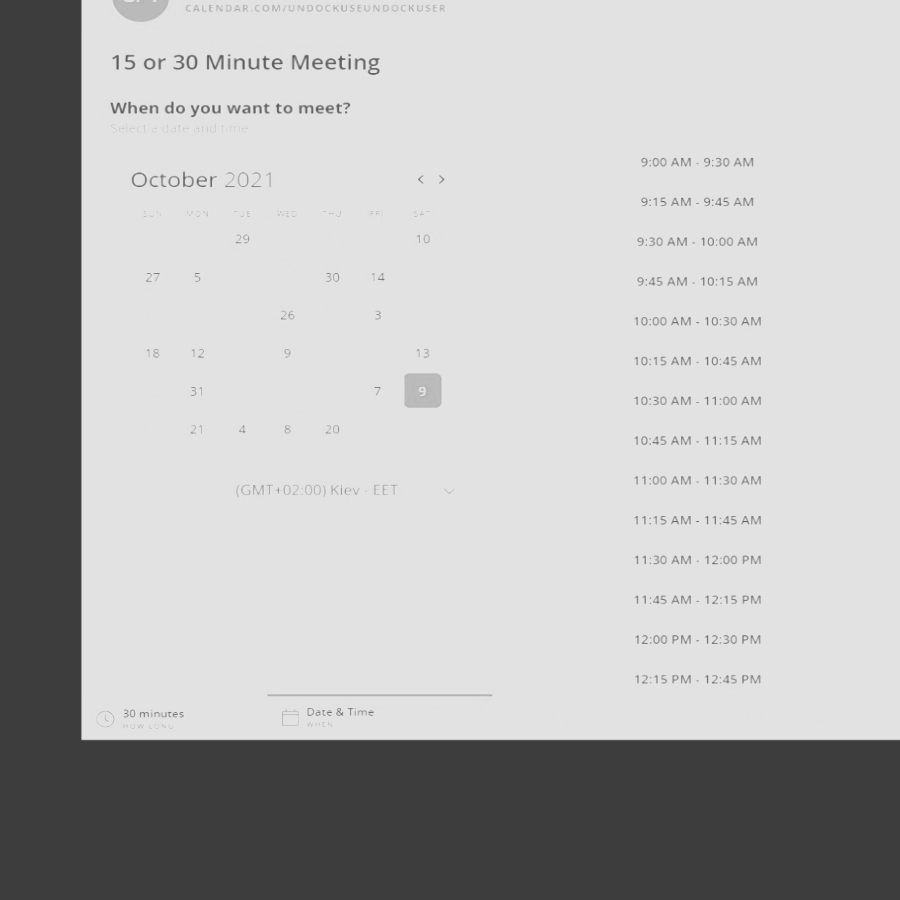 CALENDAR.COM/UNDOCKUSEUNDOCKUSER
15 or 30 Minute Meeting
When do you want to meet?
Select a date and time
October 2021 < >
SUN MON TUE WED THU FRI SAT
29 10
27 5 30 14
26 3
18 12 9 13
31 7 9
21 4 8 20
(GMT+02:00) Kiev - EET
9:00 AM - 9:30 AM
9:15 AM - 9:45 AM
9:30 AM - 10:00 AM
9:45 AM - 10:15 AM
10:00 AM - 10:30 AM
10:15 AM - 10:45 AM
10:30 AM - 11:00 AM
10:45 AM - 11:15 AM
11:00 AM - 11:30 AM
11:15 AM - 11:45 AM
11:30 AM - 12:00 PM
11:45 AM - 12:15 PM
12:00 PM - 12:30 PM
12:15 PM - 12:45 PM
30 minutes
HOW LONG
Date & Time
WHEN